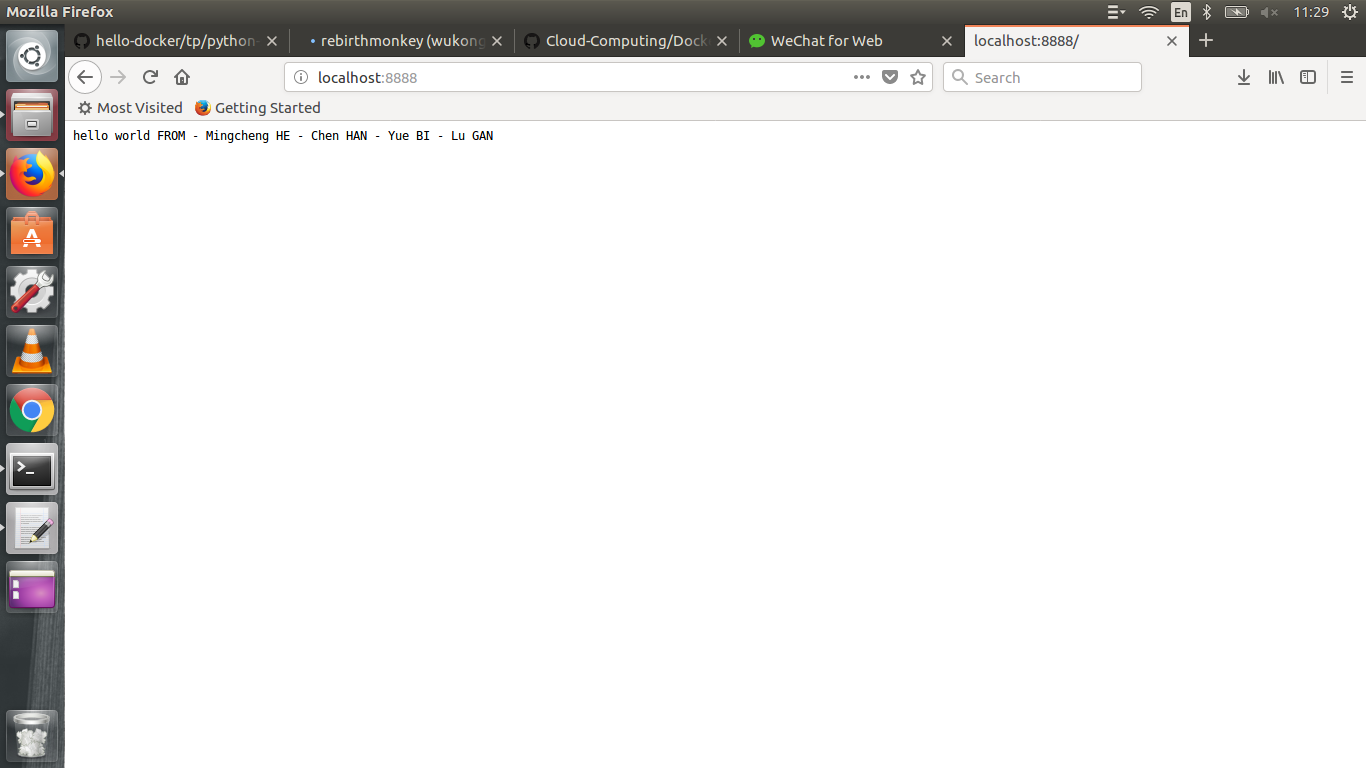 Mozilla Firefox
En
11:29
hello-docker/tp/python-
rebirthmonkey (wukong
Cloud-Computing/Dock
WeChat for Web
localhost:8888/
localhost:8888
Search
Most Visited
Getting Started
hello world FROM - Mingcheng HE - Chen HAN - Yue BI - Lu GAN